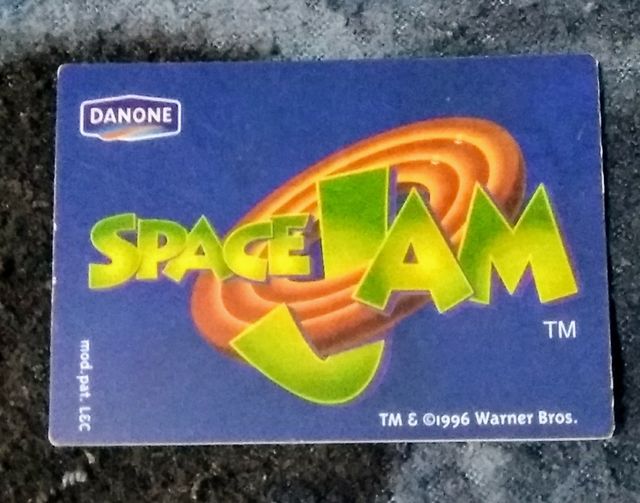 DANONE
SPACE JAM
TM
mod. pat. LEC
TM & ©1996 Warner Bros.